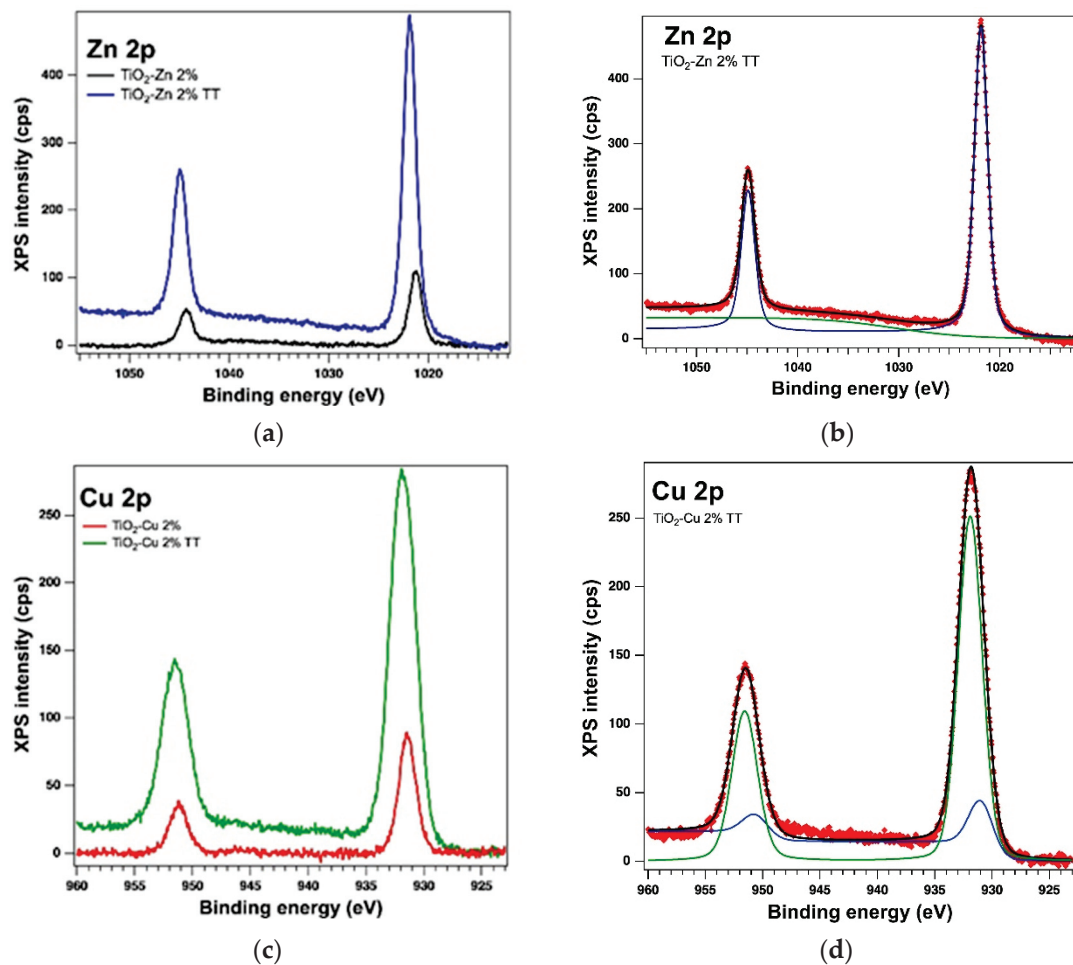 Zn 2p
TiO₂-Zn 2%
TiO₂-Zn 2% TT
XPS intensity (cps)
400
300
200
100
0
1050
1040
1030
1020
Binding energy (eV)
(a)
Zn 2p
TiO₂-Zn 2% TT
XPS intensity (cps)
400
300
200
100
0
1050
1040
1030
1020
Binding energy (eV)
(b)
Cu 2p
TiO₂-Cu 2%
TiO₂-Cu 2% TT
XPS intensity (cps)
250
200
150
100
50
0
960
955
950
945
940
935
930
925
Binding energy (eV)
(c)
Cu 2p
TiO₂-Cu 2% TT
XPS intensity (cps)
250
200
150
100
50
0
960
955
950
945
940
935
930
925
Binding energy (eV)
(d)